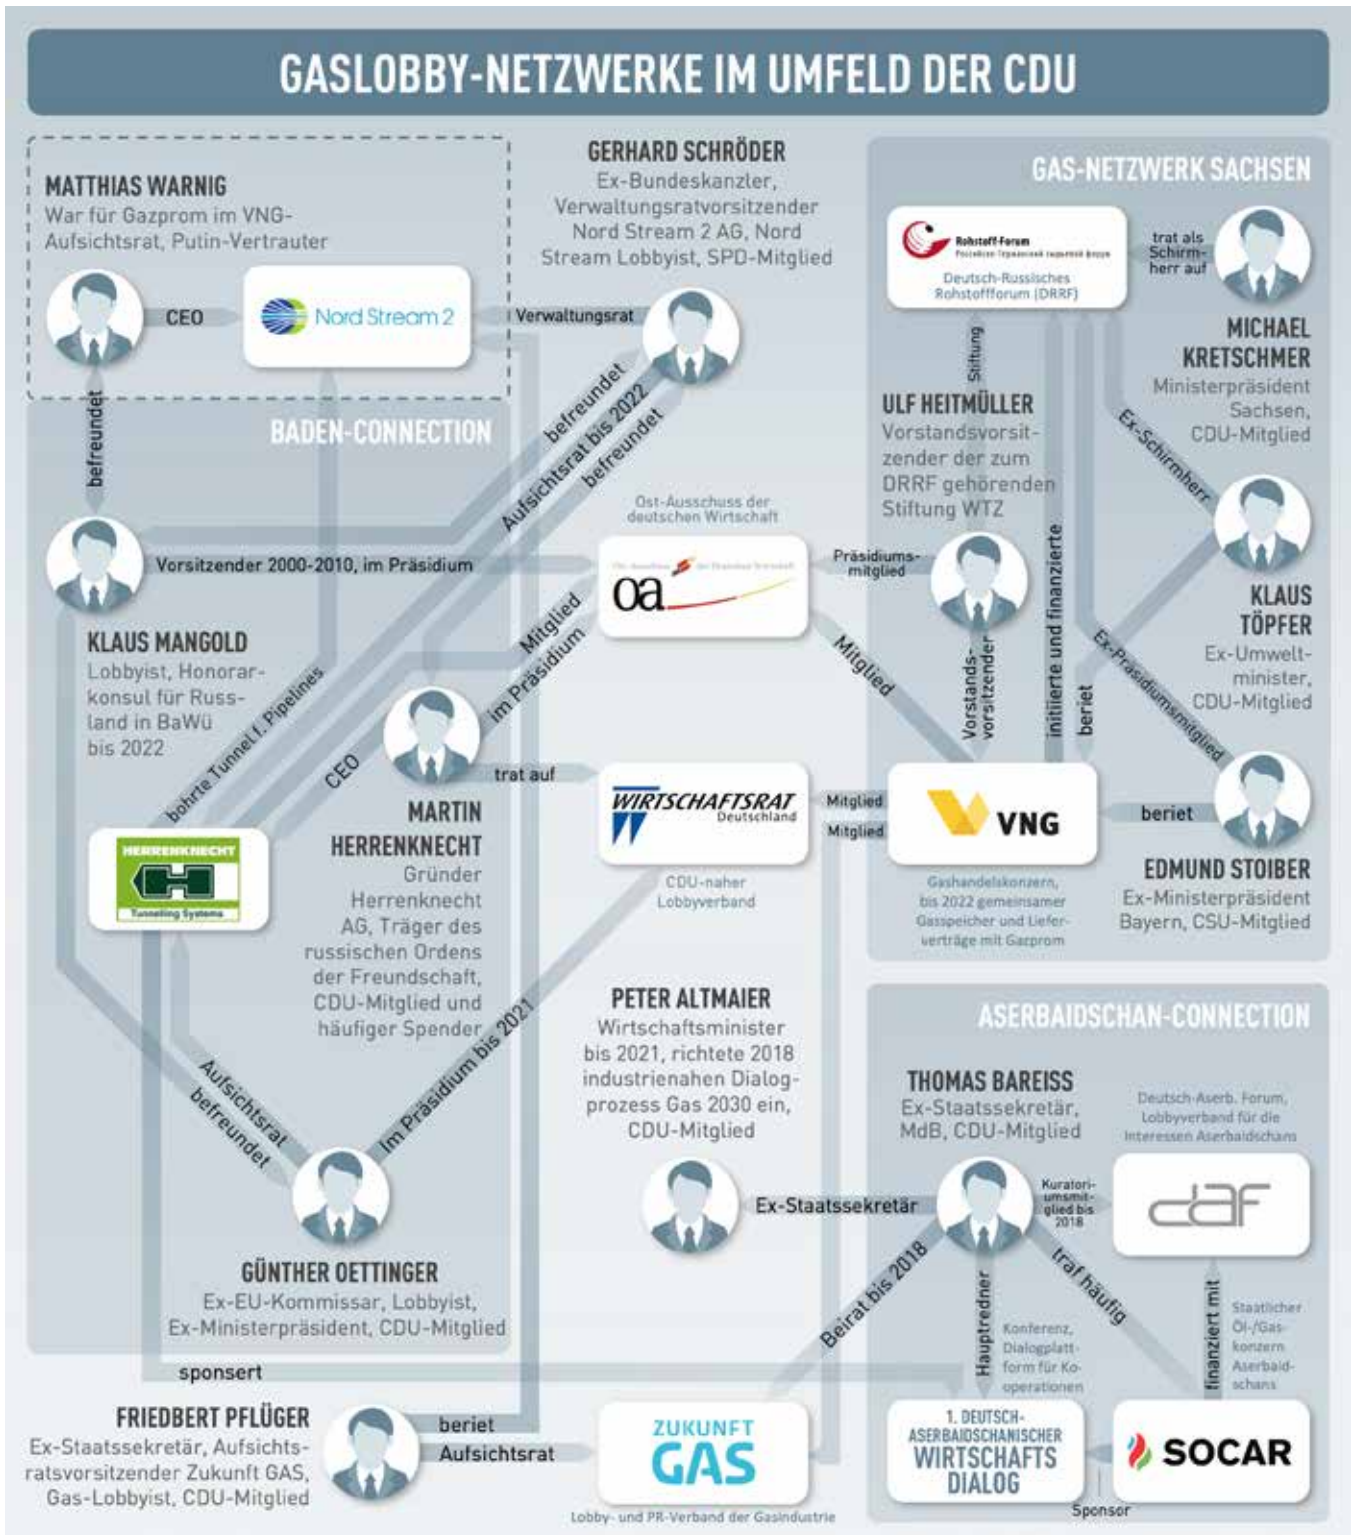 GASLOBBY-NETZWERKE IM UMFELD DER CDU
MATTHIAS WARNIG
War für Gazprom im VNG-
Aufsichtsrat, Putin-Vertrauter
CEO
Nord Stream 2
befreundet
GERHARD SCHRÖDER
Ex-Bundeskanzler,
Verwaltungsratvorsitzender
Nord Stream 2 AG, Nord
Stream Lobbyist, SPD-Mitglied
Verwaltungsrat
befreundet
Aufsichtsrat bis 2022
befreundet
GAS-NETZWERK SACHSEN
Rohstoff-Forum
Deutsch-Russisches
Rohstoffforum (DRRF)
trat als
Schirm-
herr auf
MICHAEL
KRETSCHMER
Ministerpräsident
Sachsen,
CDU-Mitglied
Stiftung
ULF HEITMÜLLER
Vorstandsvorsit-
zender der zum
DRRF gehörenden
Stiftung WTZ
Ex-Schirmherr
BADEN-CONNECTION
Ost-Ausschuss der
deutschen Wirtschaft
oa
Vorsitzender 2000-2010, im Präsidium
Präsidiums-
mitglied
KLAUS MANGOLD
Lobbyist, Honorar-
konsul für Russ-
land in BaWü
bis 2022
KLAUS
TÖPFER
Ex-Umwelt-
minister,
CDU-Mitglied
Mitglied
im Präsidium
Mitglied
Vorstands-
vorsitzender
initiierte und finanzierte
beriet
Ex-Präsidiumsmitglied
bohrte Tunnel f. Pipelines
CEO
trat auf
MARTIN
HERRENKNECHT
Gründer
Herrenknecht
AG, Träger des
russischen Ordens
der Freundschaft,
CDU-Mitglied und
häufiger Spender
HERRENKNECHT
Tunnelling Systems
WIRTSCHAFTSRAT
Deutschland
CDU-naher
Lobbyverband
Mitglied
Mitglied
VNG
Gashandelskonzern,
bis 2022 gemeinsamer
Gasspeicher und Liefer-
verträge mit Gazprom
beriet
EDMUND STOIBER
Ex-Ministerpräsident
Bayern, CSU-Mitglied
Aufsichtsrat
befreundet
Im Präsidium bis 2021
GÜNTHER OETTINGER
Ex-EU-Kommissar, Lobbyist,
Ex-Ministerpräsident, CDU-Mitglied
PETER ALTMAIER
Wirtschaftsminister
bis 2021, richtete 2018
industrienahen Dialog-
prozess Gas 2030 ein,
CDU-Mitglied
Ex-Staatssekretär
ASERBAIDSCHAN-CONNECTION
THOMAS BAREISS
Ex-Staatssekretär,
MdB, CDU-Mitglied
Deutsch-Aserb. Forum,
Lobbyverband für die
Interessen Aserbaidschans
Kuratori-
umsmit-
glied bis
2018
daf
Beirat bis 2018
Hauptredner
traf häufig
finanziert mit
Konferenz,
Dialogplatt-
form für Ko-
operationen
Staatlicher
Öl-/Gas-
konzern
Aserbaid-
schans
sponsert
FRIEDBERT PFLÜGER
Ex-Staatssekretär, Aufsichts-
ratsvorsitzender Zukunft GAS,
Gas-Lobbyist, CDU-Mitglied
beriet
Aufsichtsrat
ZUKUNFT
GAS
Lobby- und PR-Verband der Gasindustrie
1. DEUTSCH-
ASERBAIDSCHANISCHER
WIRTSCHAFTS
DIALOG
SOCAR
Sponsor